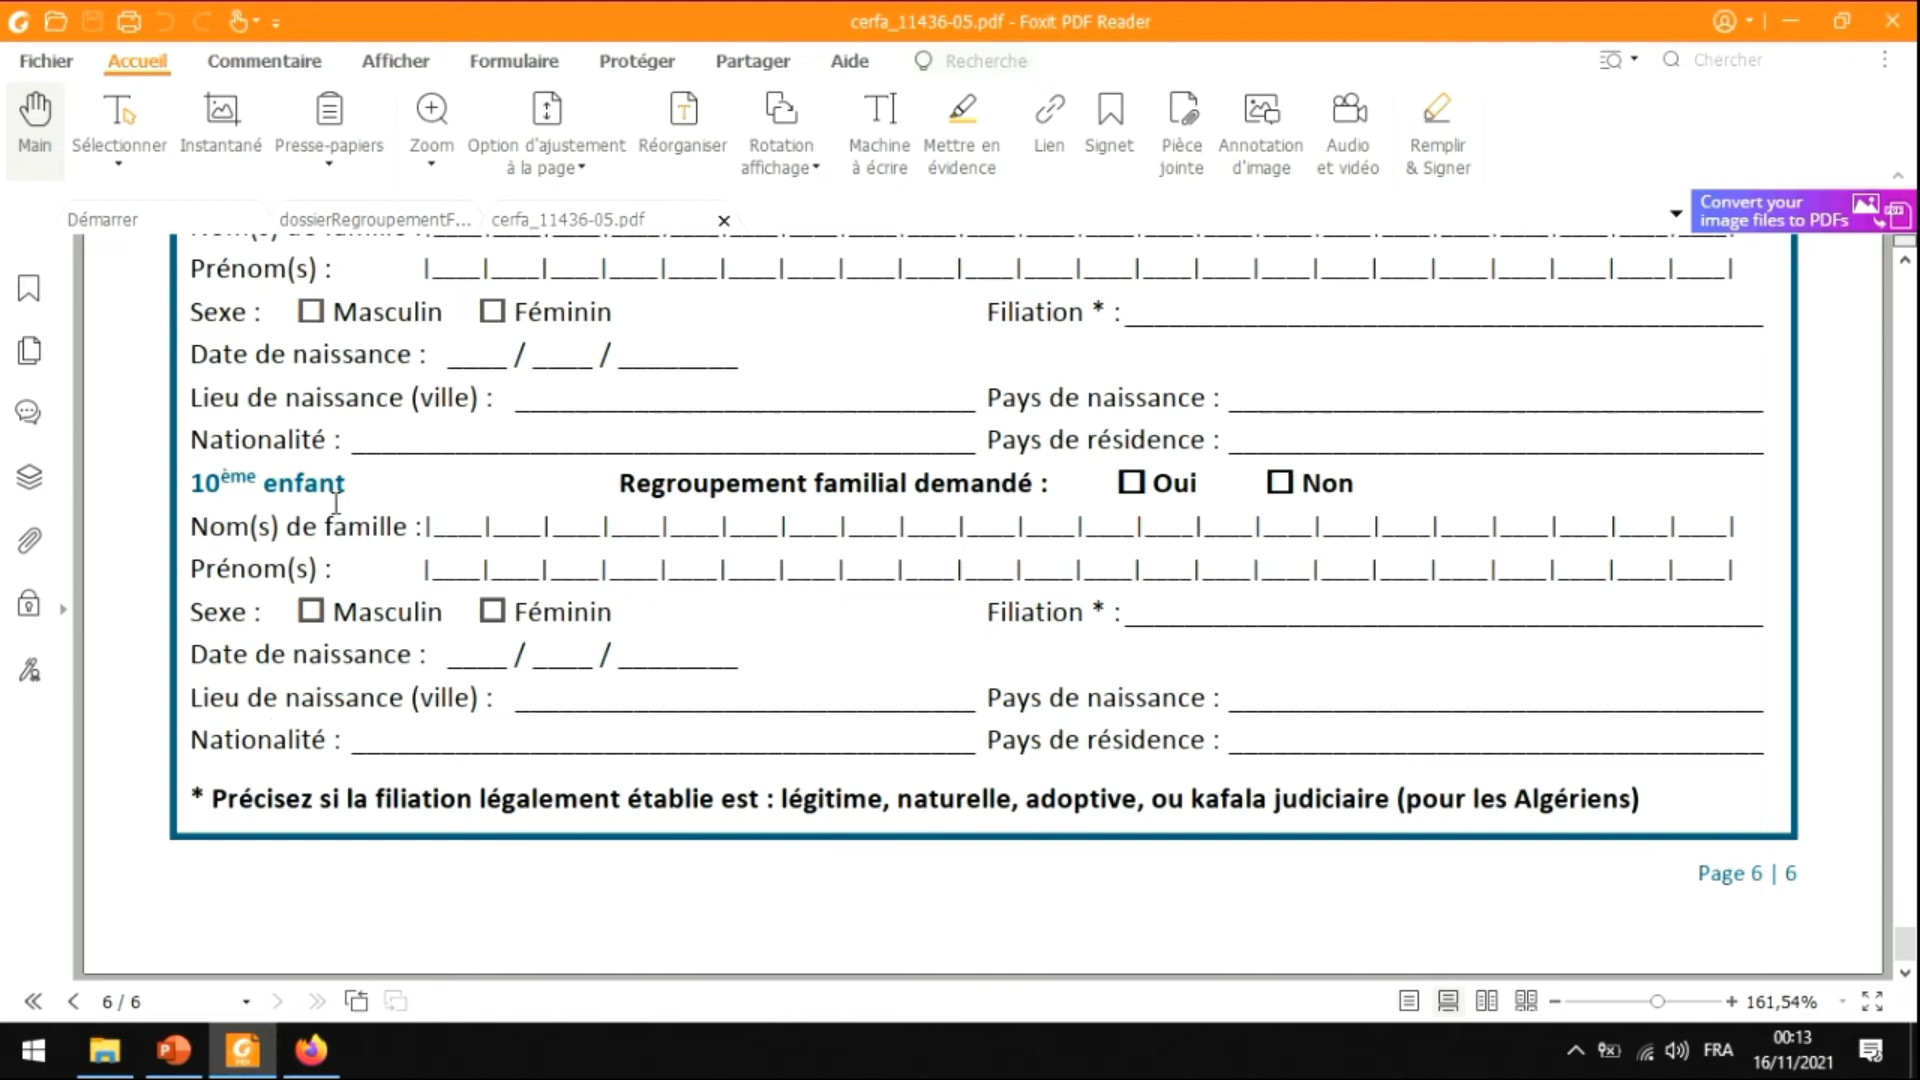 cerfa_11436-05.pdf - Foxit PDF Reader
Fichier Accueil Commentaire Afficher Formulaire Protéger Partager Aide Recherche Chercher
Main Sélectionner Instantané Presse-papiers Zoom Option d'ajustement à la page Réorganiser Rotation affichage Machine à écrire Mettre en évidence Lien Signet Pièce jointe Annotation d'image Audio et vidéo Remplir & Signer
Convert your
image files to PDFs
Démarrer dossierRegroupementF... cerfa_11436-05.pdf
Prénom(s) :
Sexe : Masculin Féminin Filiation * :
Date de naissance : ____ / ____ / ________
Lieu de naissance (ville) : Pays de naissance :
Nationalité : Pays de résidence :
10ème enfant Regroupement familial demandé : Oui Non
Nom(s) de famille :
Prénom(s) :
Sexe : Masculin Féminin Filiation * :
Date de naissance : ____ / ____ / ________
Lieu de naissance (ville) : Pays de naissance :
Nationalité : Pays de résidence :
* Précisez si la filiation légalement établie est : légitime, naturelle, adoptive, ou kafala judiciaire (pour les Algériens)
Page 6 | 6
6 / 6 161,54%
FRA 00:13
16/11/2021